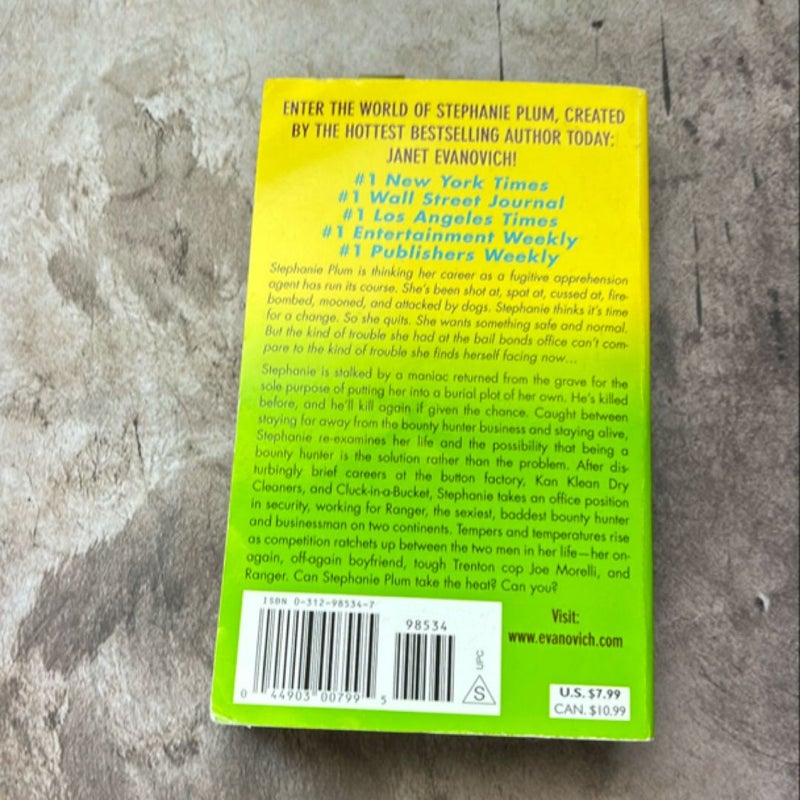 ENTER THE WORLD OF STEPHANIE PLUM, CREATED
BY THE HOTTEST BESTSELLING AUTHOR TODAY:
JANET EVANOVICH!
#1 New York Times
#1 Wall Street Journal
#1 Los Angeles Times
#1 Entertainment Weekly
#1 Publishers Weekly
Stephanie Plum is thinking her career as a fugitive apprehension
agent has run its course. She's been shot at, spat at, cussed at, fire-
bombed, mooned, and attacked by dogs. Stephanie thinks it's time
for a change. So she quits. She wants something safe and normal.
But the kind of trouble she had at the bail bonds office can't com-
pare to the kind of trouble she finds herself facing now...
Stephanie is stalked by a maniac returned from the grave for the
sole purpose of putting her into a burial plot of her own. He's killed
before, and he'll kill again if given the chance. Caught between
staying far away from the bounty hunter business and staying alive,
Stephanie re-examines her life and the possibility that being a
bounty hunter is the solution rather than the problem. After dis-
turbingly brief careers at the button factory, Kan Klean Dry
Cleaners, and Cluck-in-a-Bucket, Stephanie takes an office position
in security, working for Ranger, the sexiest, baddest bounty hunter
and businessman on two continents. Tempers and temperatures rise
as competition ratchets up between the two men in her life—her on-
again, off-again boyfriend, tough Trenton cop Joe Morelli, and
Ranger. Can Stephanie Plum take the heat? Can you?
ISBN 0-312-98534-7
98534
0 44903 00799 5
UPC
S
Visit:
www.evanovich.com
U.S. $7.99
CAN. $10.99